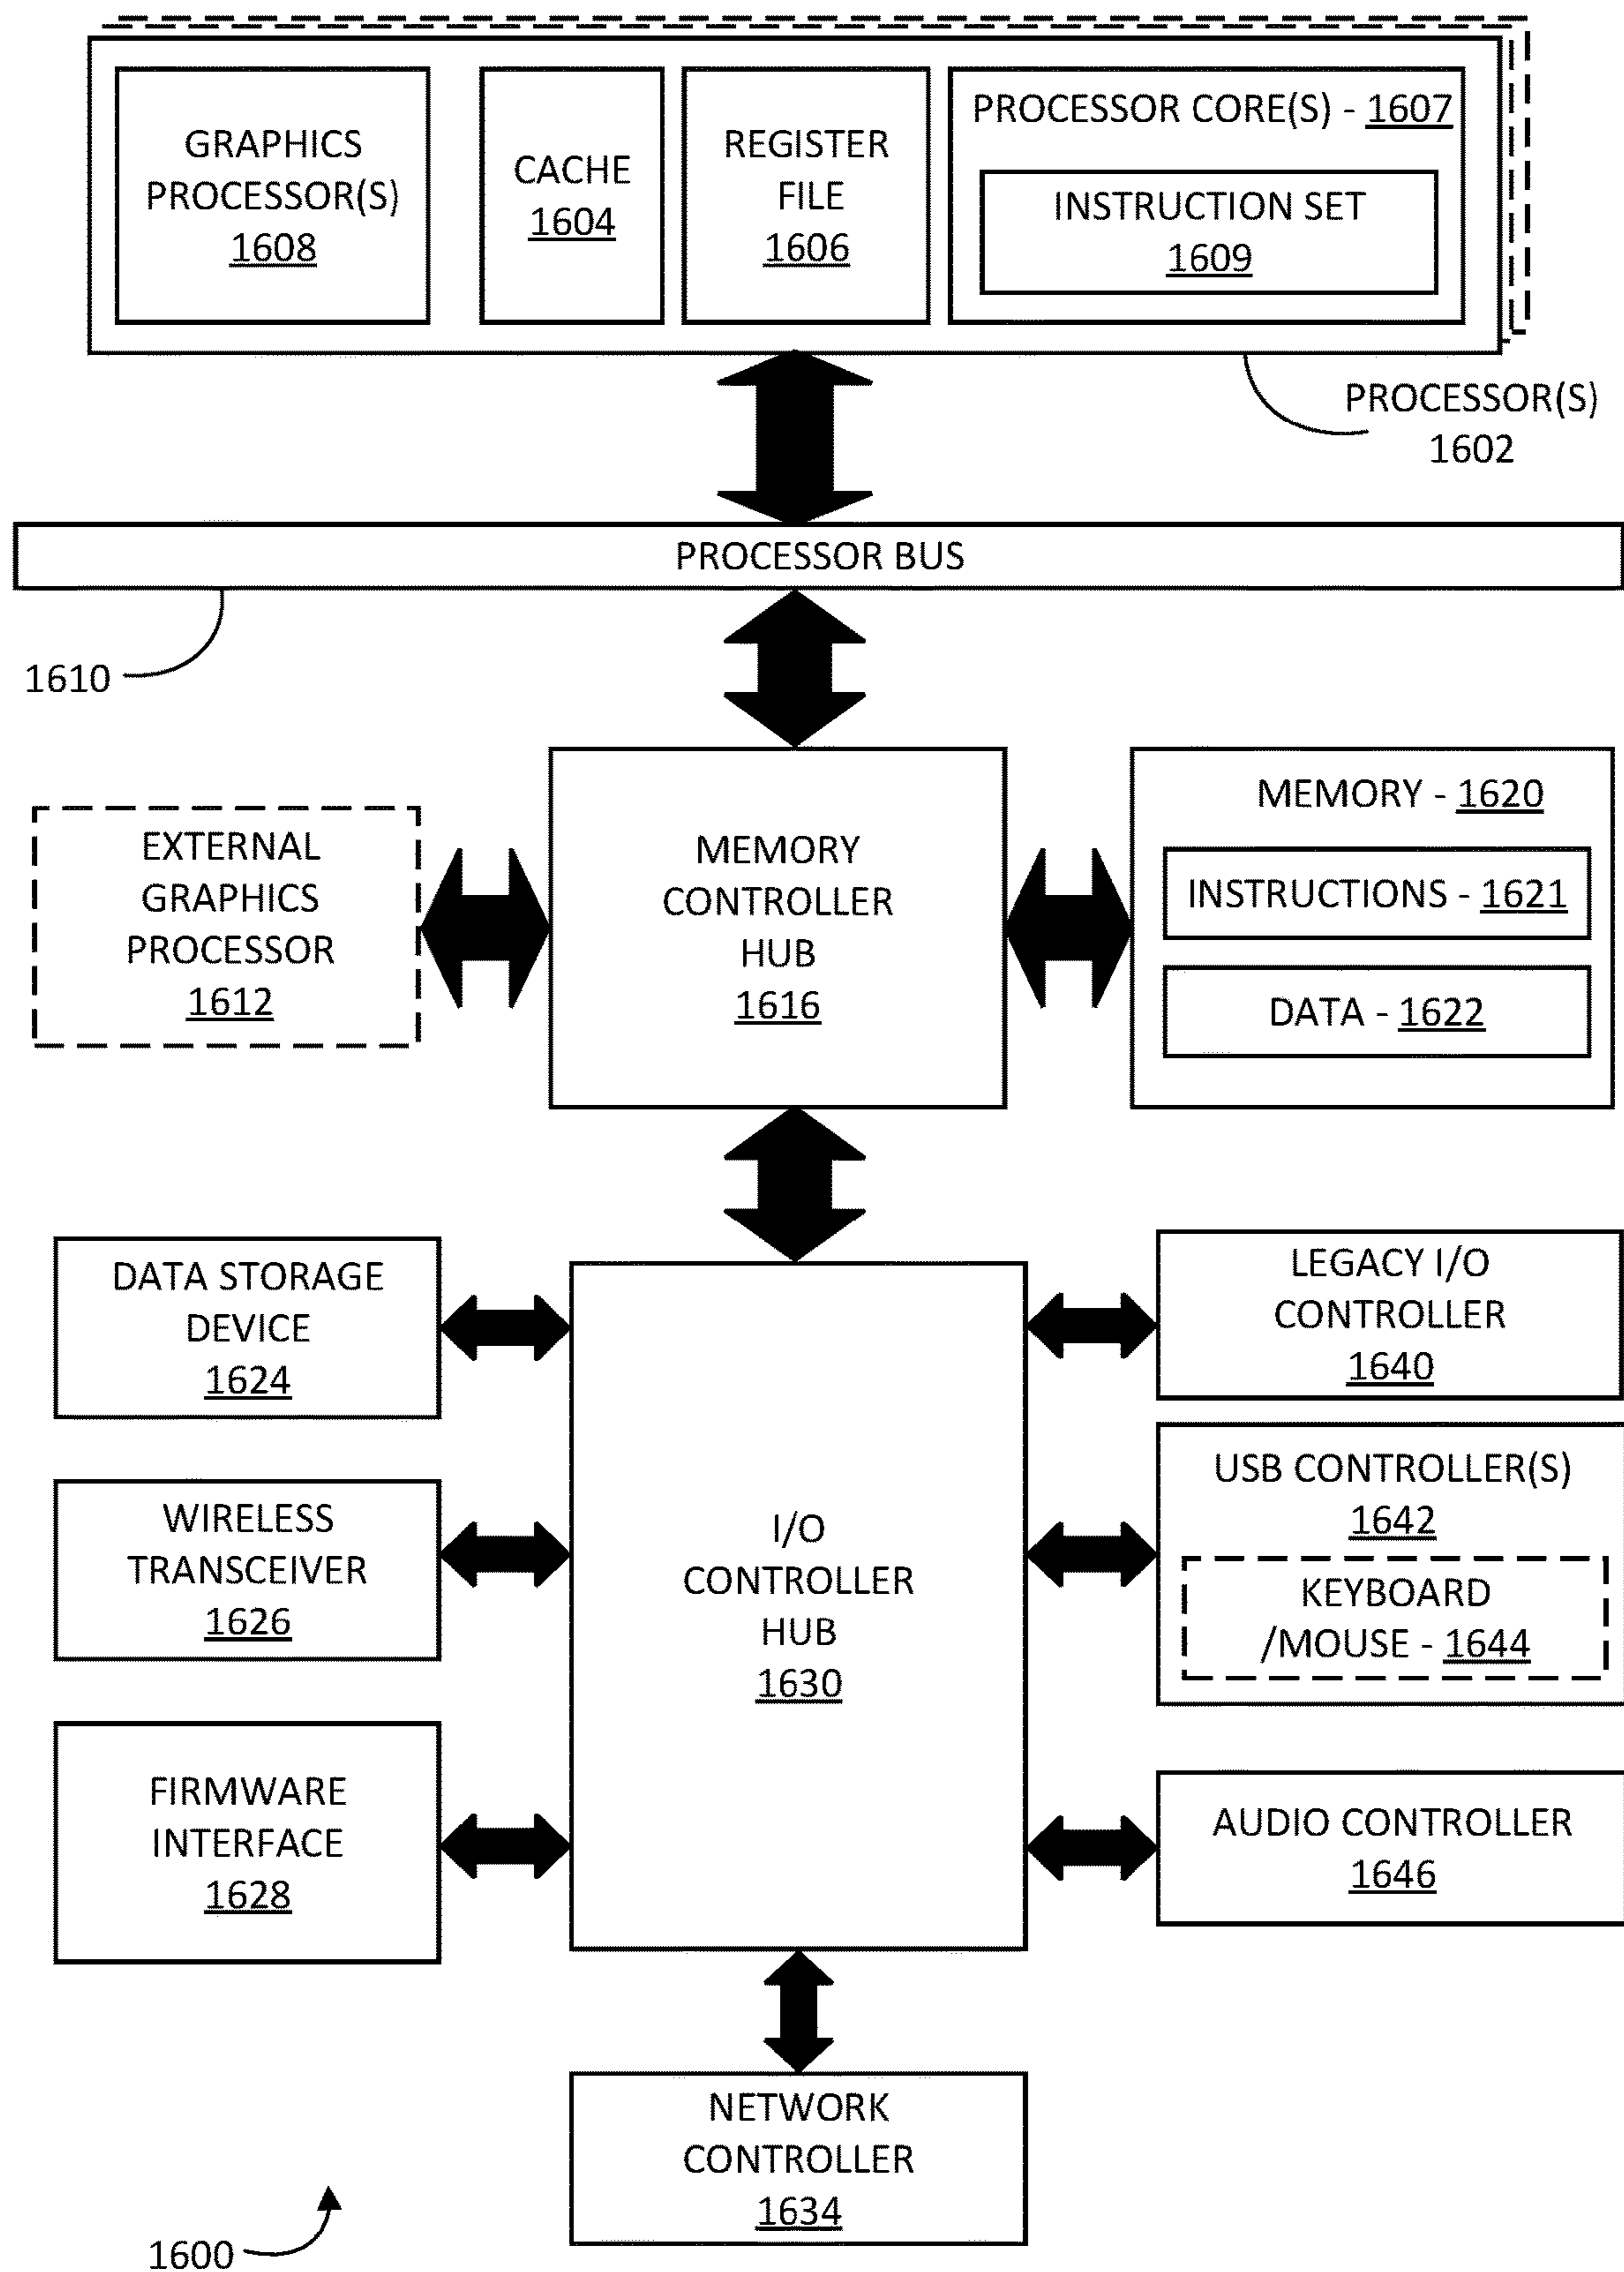 GRAPHICS
PROCESSOR(S)
1608
CACHE
1604
REGISTER
FILE
1606
PROCESSOR CORE(S) - 1607
INSTRUCTION SET
1609
PROCESSOR(S)
1602
PROCESSOR BUS
1610
EXTERNAL
GRAPHICS
PROCESSOR
1612
MEMORY
CONTROLLER
HUB
1616
MEMORY - 1620
INSTRUCTIONS - 1621
DATA - 1622
DATA STORAGE
DEVICE
1624
WIRELESS
TRANSCEIVER
1626
FIRMWARE
INTERFACE
1628
I/O
CONTROLLER
HUB
1630
LEGACY I/O
CONTROLLER
1640
USB CONTROLLER(S)
1642
KEYBOARD
/MOUSE - 1644
AUDIO CONTROLLER
1646
NETWORK
CONTROLLER
1634
1600